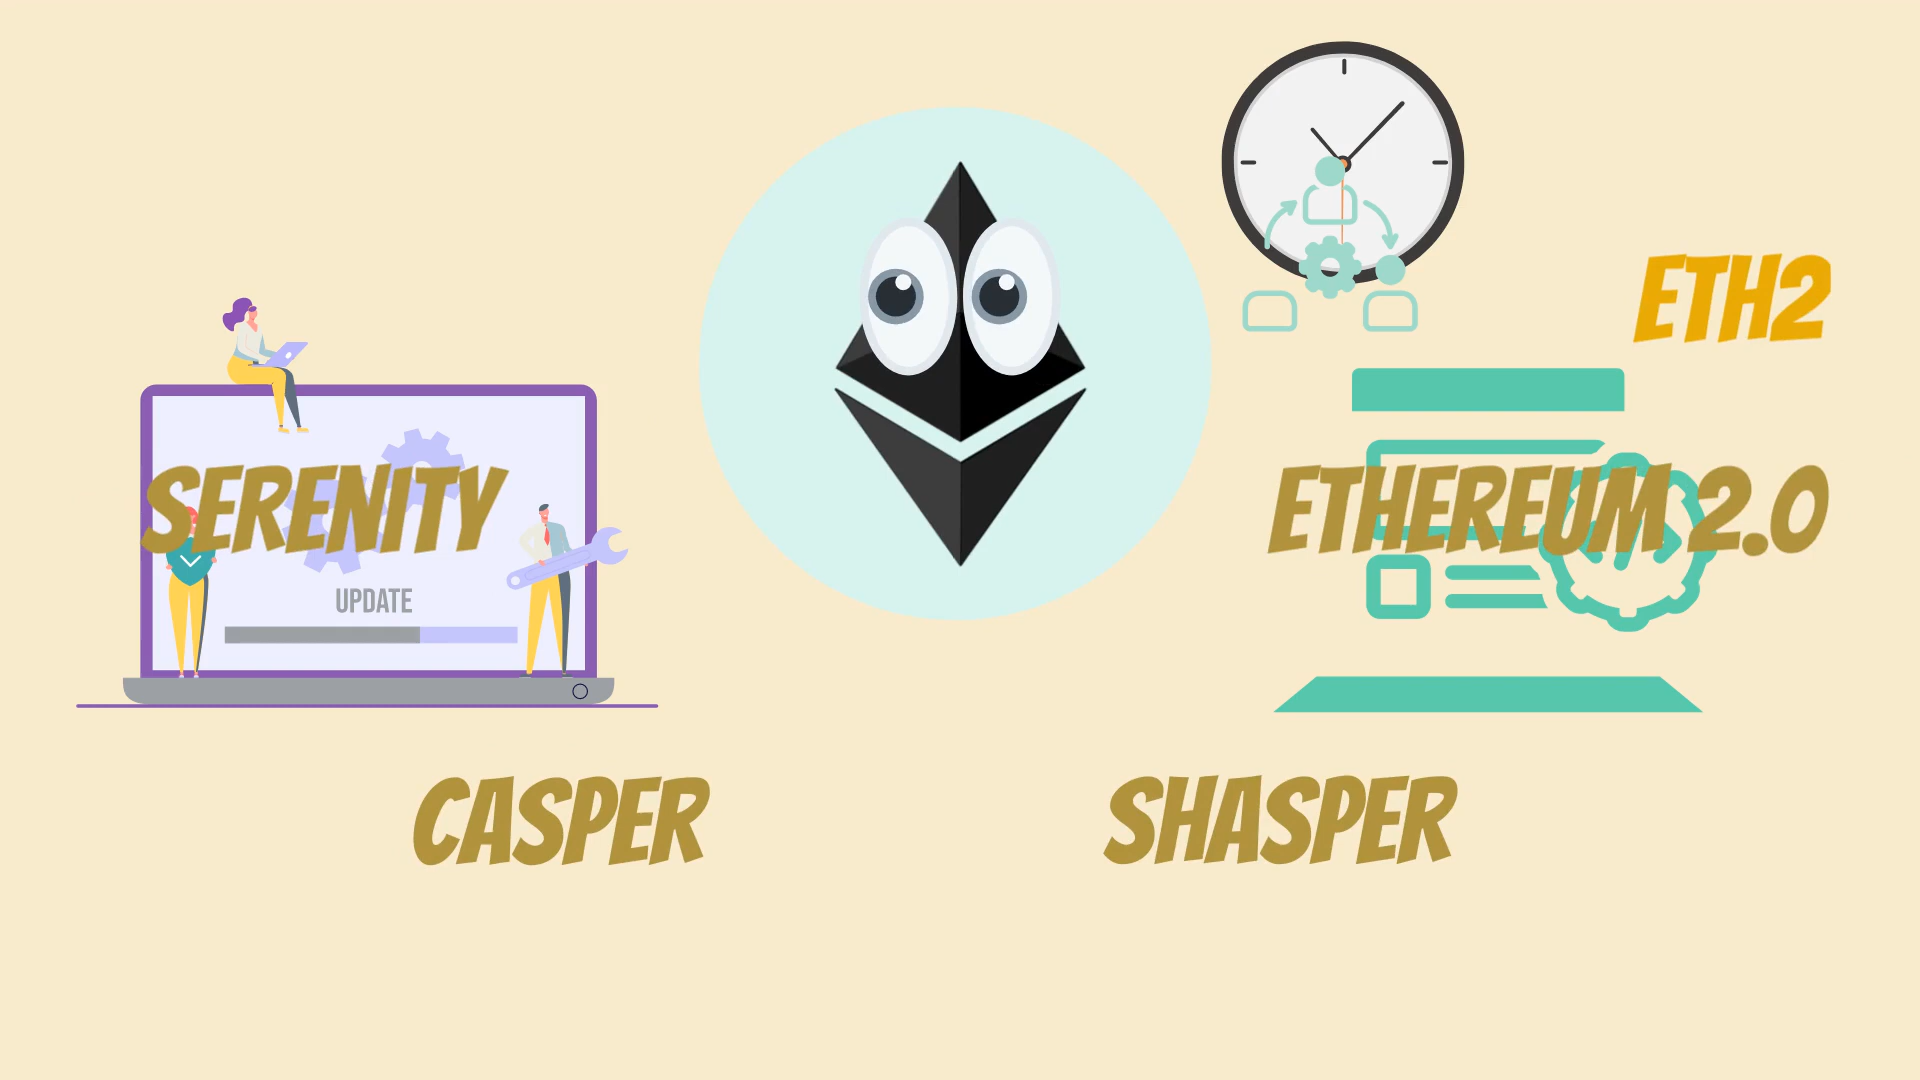 ETH2
SERENITY
ETHEREUM 2.0
UPDATE
CASPER
SHASPER